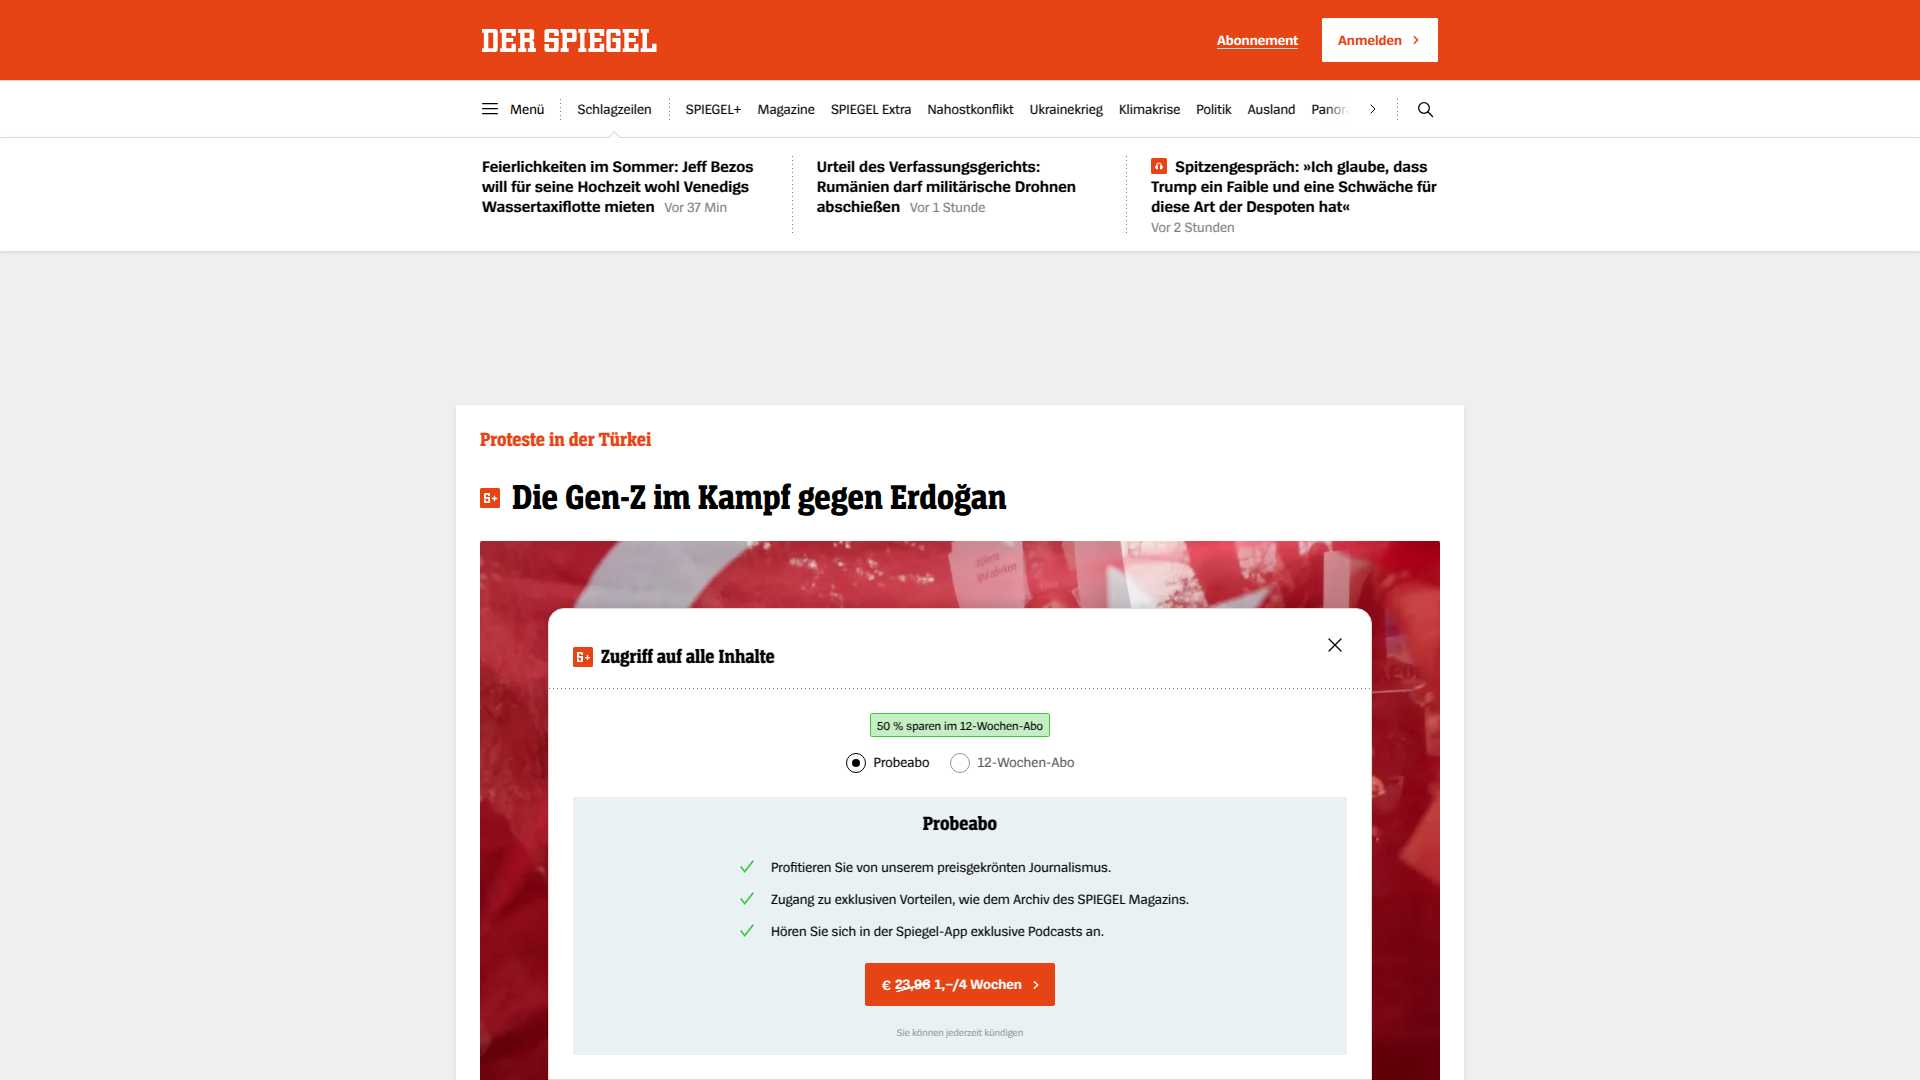 DER SPIEGEL
Abonnement
Anmelden
Menü
Schlagzeilen
SPIEGEL+
Magazine
SPIEGEL Extra
Nahostkonflikt
Ukrainekrieg
Klimakrise
Politik
Ausland
Feierlichkeiten im Sommer: Jeff Bezos
will für seine Hochzeit wohl Venedigs
Wassertaxiflotte mieten Vor 37 Min
Urteil des Verfassungsgerichts:
Rumänien darf militärische Drohnen
abschießen Vor 1 Stunde
Spitzengespräch: »Ich glaube, dass
Trump ein Faible und eine Schwäche für
diese Art der Despoten hat«
Vor 2 Stunden
Proteste in der Türkei
Die Gen-Z im Kampf gegen Erdoğan
Zugriff auf alle Inhalte
50 % sparen im 12-Wochen-Abo
Probeabo
12-Wochen-Abo
Probeabo
Profitieren Sie von unserem preisgekrönten Journalismus.
Zugang zu exklusiven Vorteilen, wie dem Archiv des SPIEGEL Magazins.
Hören Sie sich in der Spiegel-App exklusive Podcasts an.
€ 23,96 1,–/4 Wochen
Sie können jederzeit kündigen